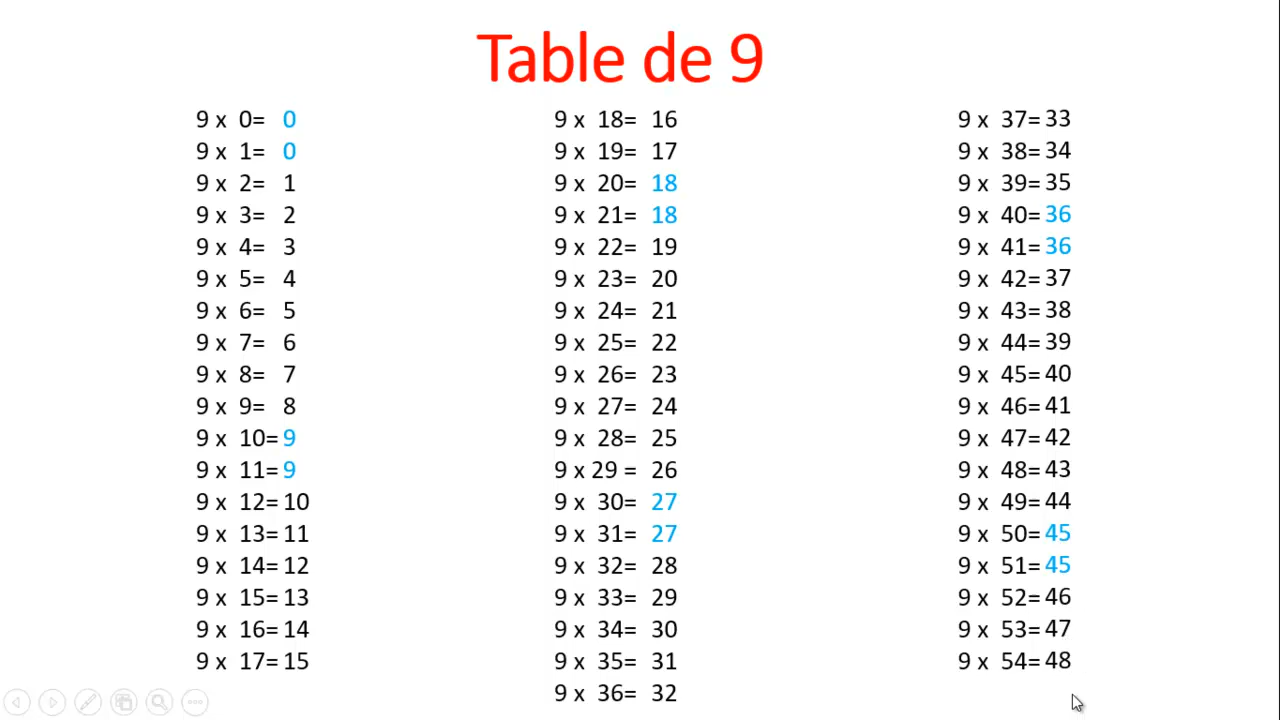 Table de 9
9 x 0= 0
9 x 1= 0
9 x 2= 1
9 x 3= 2
9 x 4= 3
9 x 5= 4
9 x 6= 5
9 x 7= 6
9 x 8= 7
9 x 9= 8
9 x 10= 9
9 x 11= 9
9 x 12= 10
9 x 13= 11
9 x 14= 12
9 x 15= 13
9 x 16= 14
9 x 17= 15
9 x 18= 16
9 x 19= 17
9 x 20= 18
9 x 21= 18
9 x 22= 19
9 x 23= 20
9 x 24= 21
9 x 25= 22
9 x 26= 23
9 x 27= 24
9 x 28= 25
9 x 29 = 26
9 x 30= 27
9 x 31= 27
9 x 32= 28
9 x 33= 29
9 x 34= 30
9 x 35= 31
9 x 36= 32
9 x 37= 33
9 x 38= 34
9 x 39= 35
9 x 40= 36
9 x 41= 36
9 x 42= 37
9 x 43= 38
9 x 44= 39
9 x 45= 40
9 x 46= 41
9 x 47= 42
9 x 48= 43
9 x 49= 44
9 x 50= 45
9 x 51= 45
9 x 52= 46
9 x 53= 47
9 x 54= 48